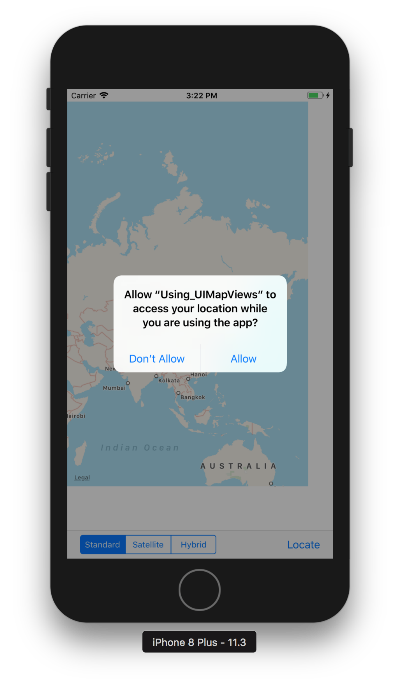 Carrier 3:22 PM
Allow “Using_UIMapViews” to
access your location while
you are using the app?
Don’t Allow Allow
Mumbai
Kolkata
Hanoi
Bangkok
Indian Ocean
AUSTRALIA
Legal
Standard Satellite Hybrid Locate
iPhone 8 Plus - 11.3